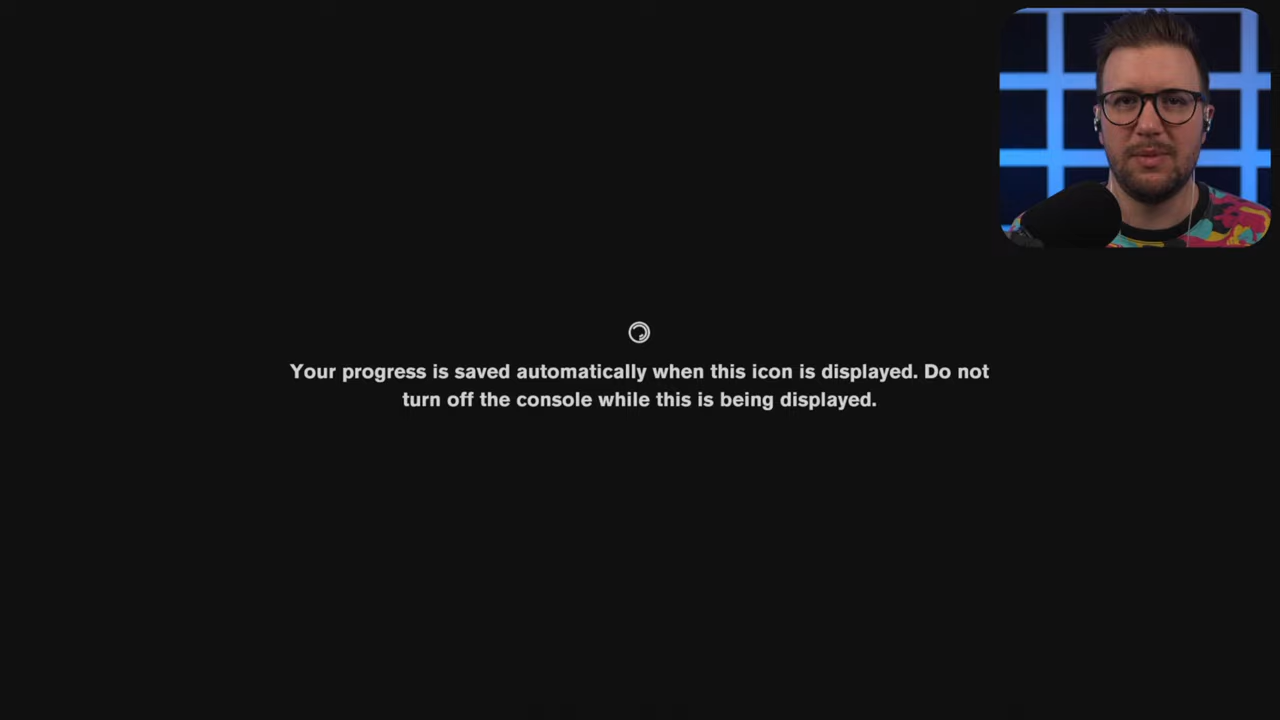 Your progress is saved automatically when this icon is displayed. Do not
turn off the console while this is being displayed.